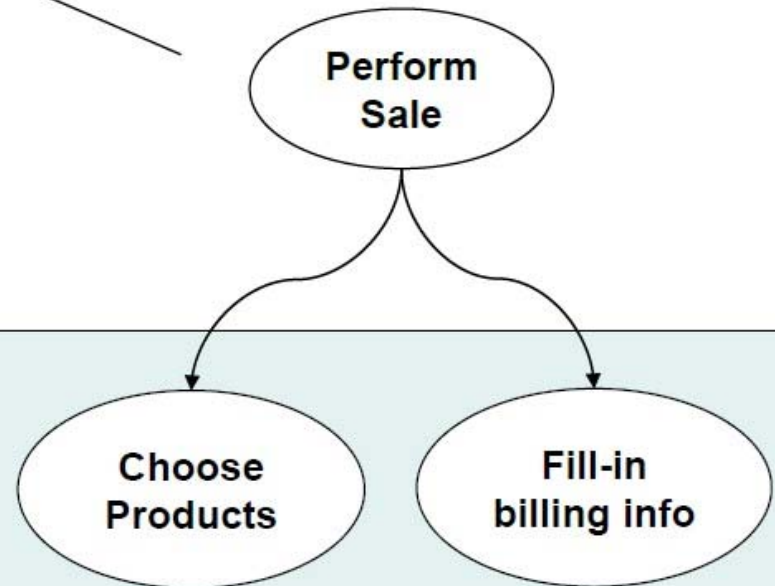 Perform
Sale
Choose
Products
Fill-in
billing info